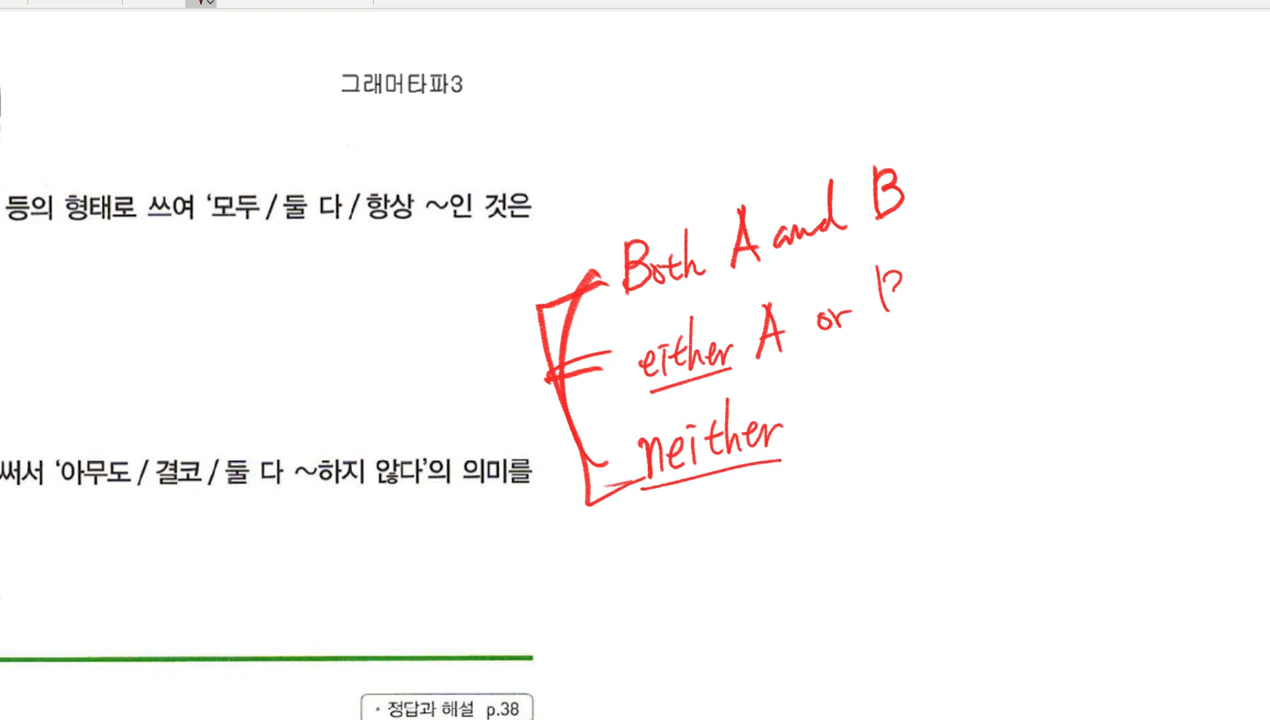 그래머타파3
등의 형태로 쓰여 ‘모두 / 둘 다 / 항상 ~인 것은
Both A and B
either A or B
neither
써서 ‘아무도 / 결코 / 둘 다 ~하지 않다’의 의미를
• 정답과 해설 p.38